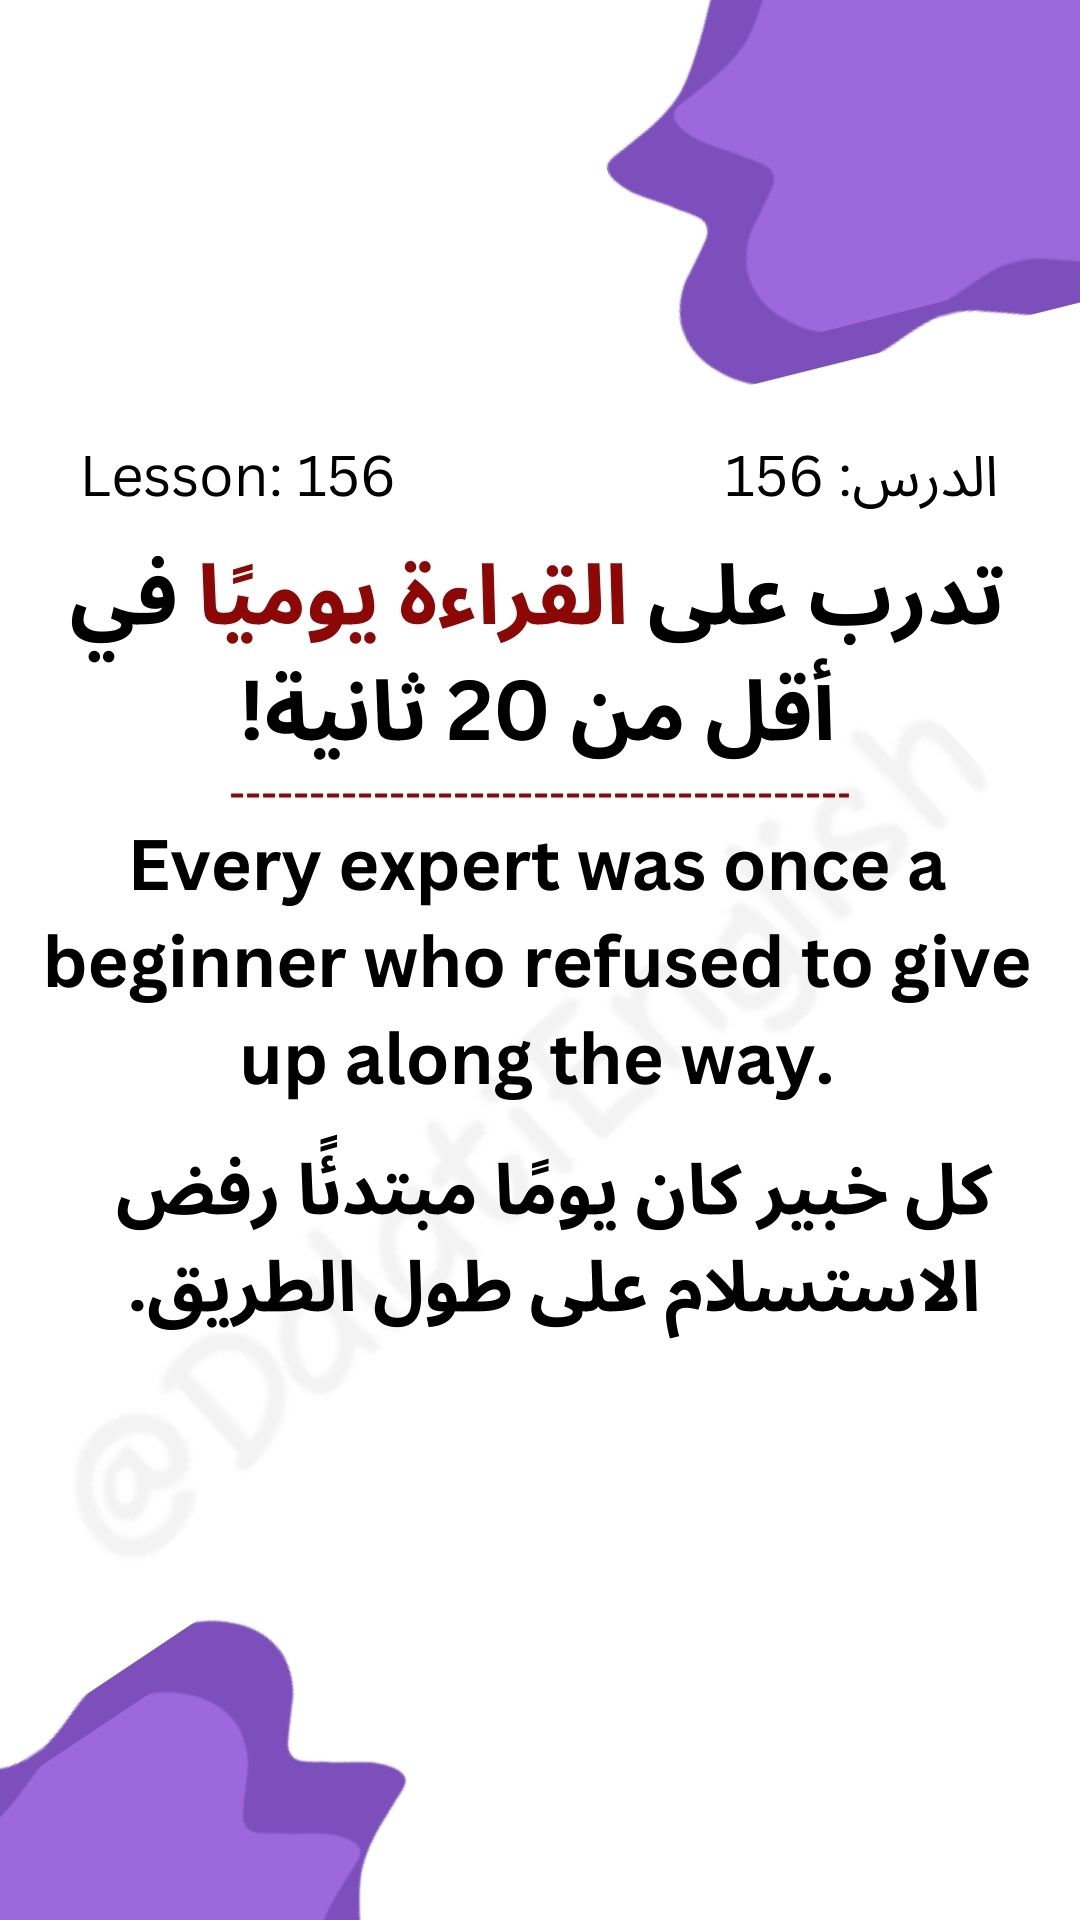 Lesson: 156
الدرس: 156
تدرب على القراءة يوميًا في
أقل من 20 ثانية!
Every expert was once a
beginner who refused to give
up along the way.
كل خبير كان يومًا مبتدئًا رفض
الاستسلام على طول الطريق.
@DdatiEnglish